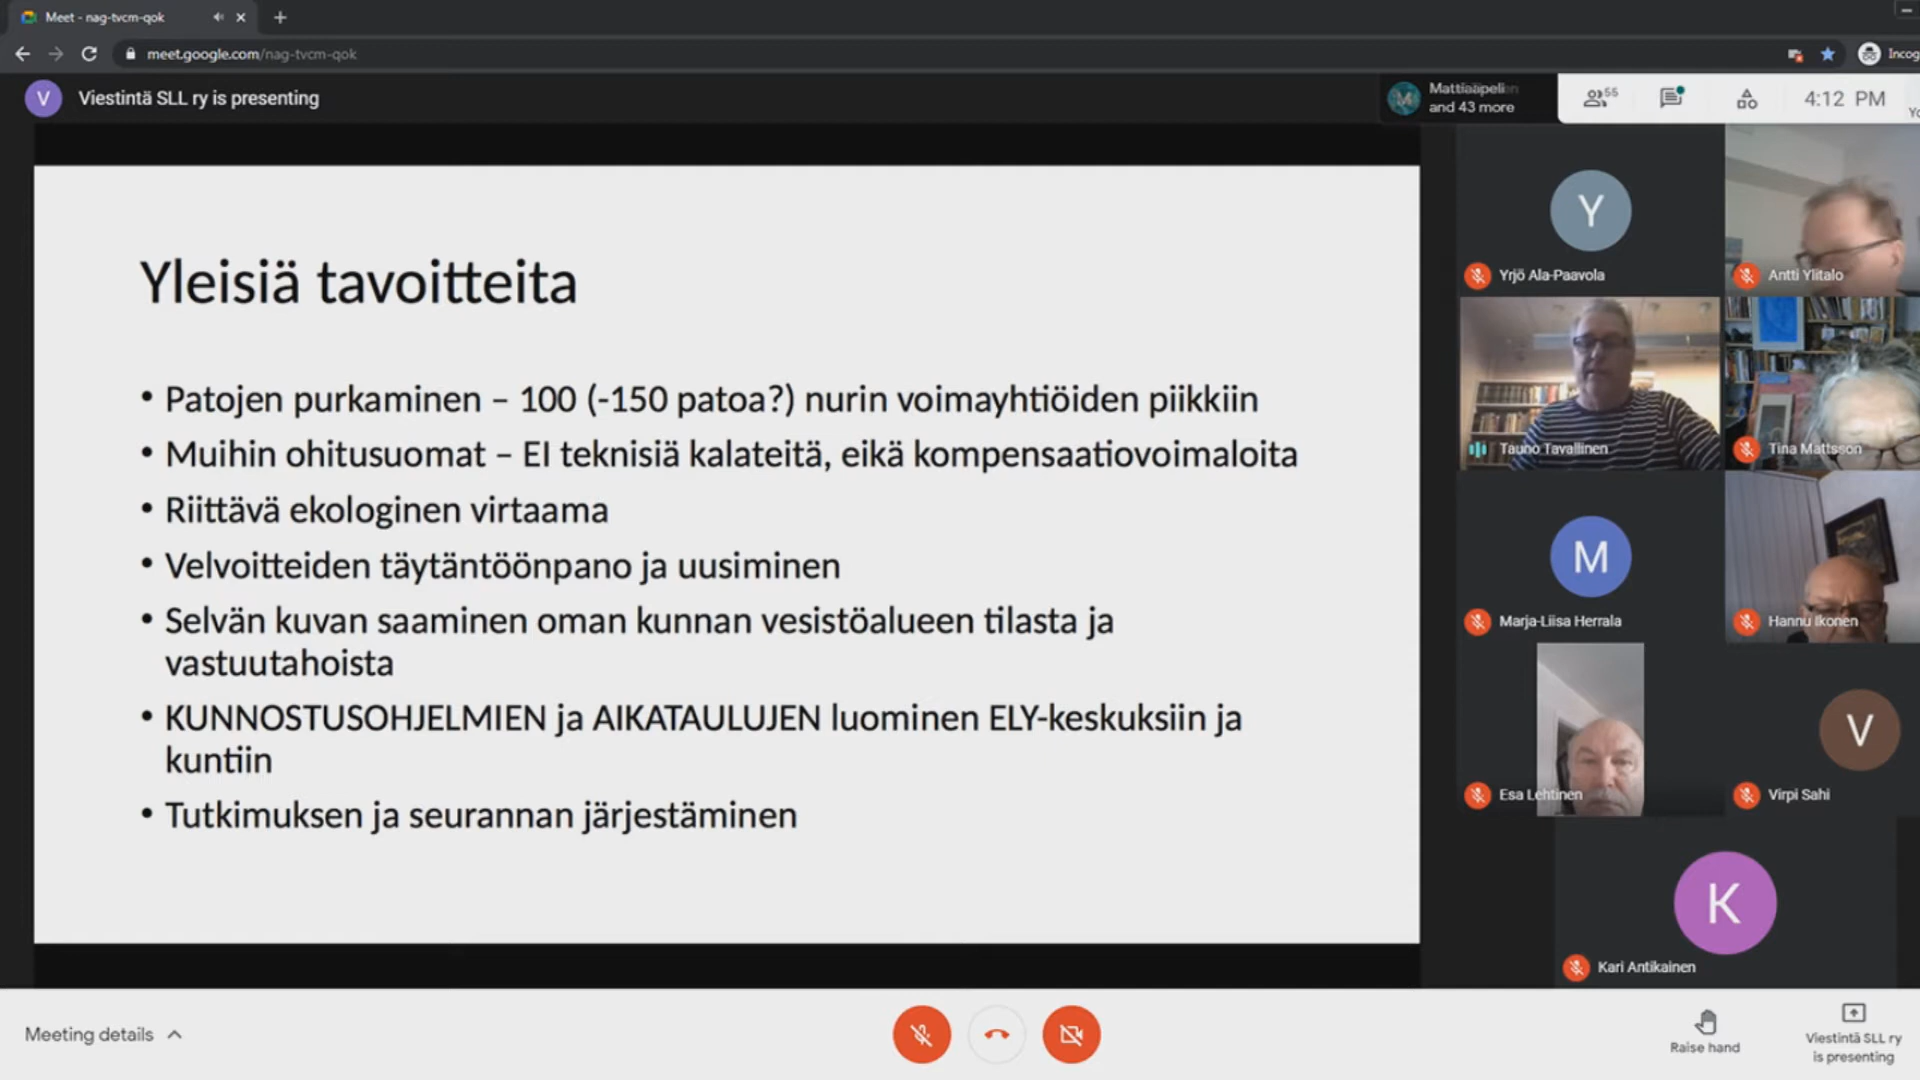 Meet - nag-tvcm-qok
meet.google.com/nag-tvcm-qok
V
Viestintä SLL ry is presenting
M
and 43 more
55
4:12 PM
Yleisiä tavoitteita
• Patojen purkaminen – 100 (-150 patoa?) nurin voimayhtiöiden piikkiin
• Muihin ohitusuomat – EI teknisiä kalateitä, eikä kompensaatiovoimaloita
• Riittävä ekologinen virtaama
• Velvoitteiden täytäntöönpano ja uusiminen
• Selvän kuvan saaminen oman kunnan vesistöalueen tilasta ja
vastuutahoista
• KUNNOSTUSOHJELMIEN ja AIKATAULUJEN luominen ELY-keskuksiin ja
kuntiin
• Tutkimuksen ja seurannan järjestäminen
Y
Yrjö Ala-Paavola
Antti Ylitalo
Tauno Tavallinen
Tina Mattsson
M
Marja-Liisa Herrala
Hannu Ikonen
Esa Lehtinen
V
Virpi Sahi
K
Kari Antikainen
Meeting details
Raise hand
Viestintä SLL ry
is presenting